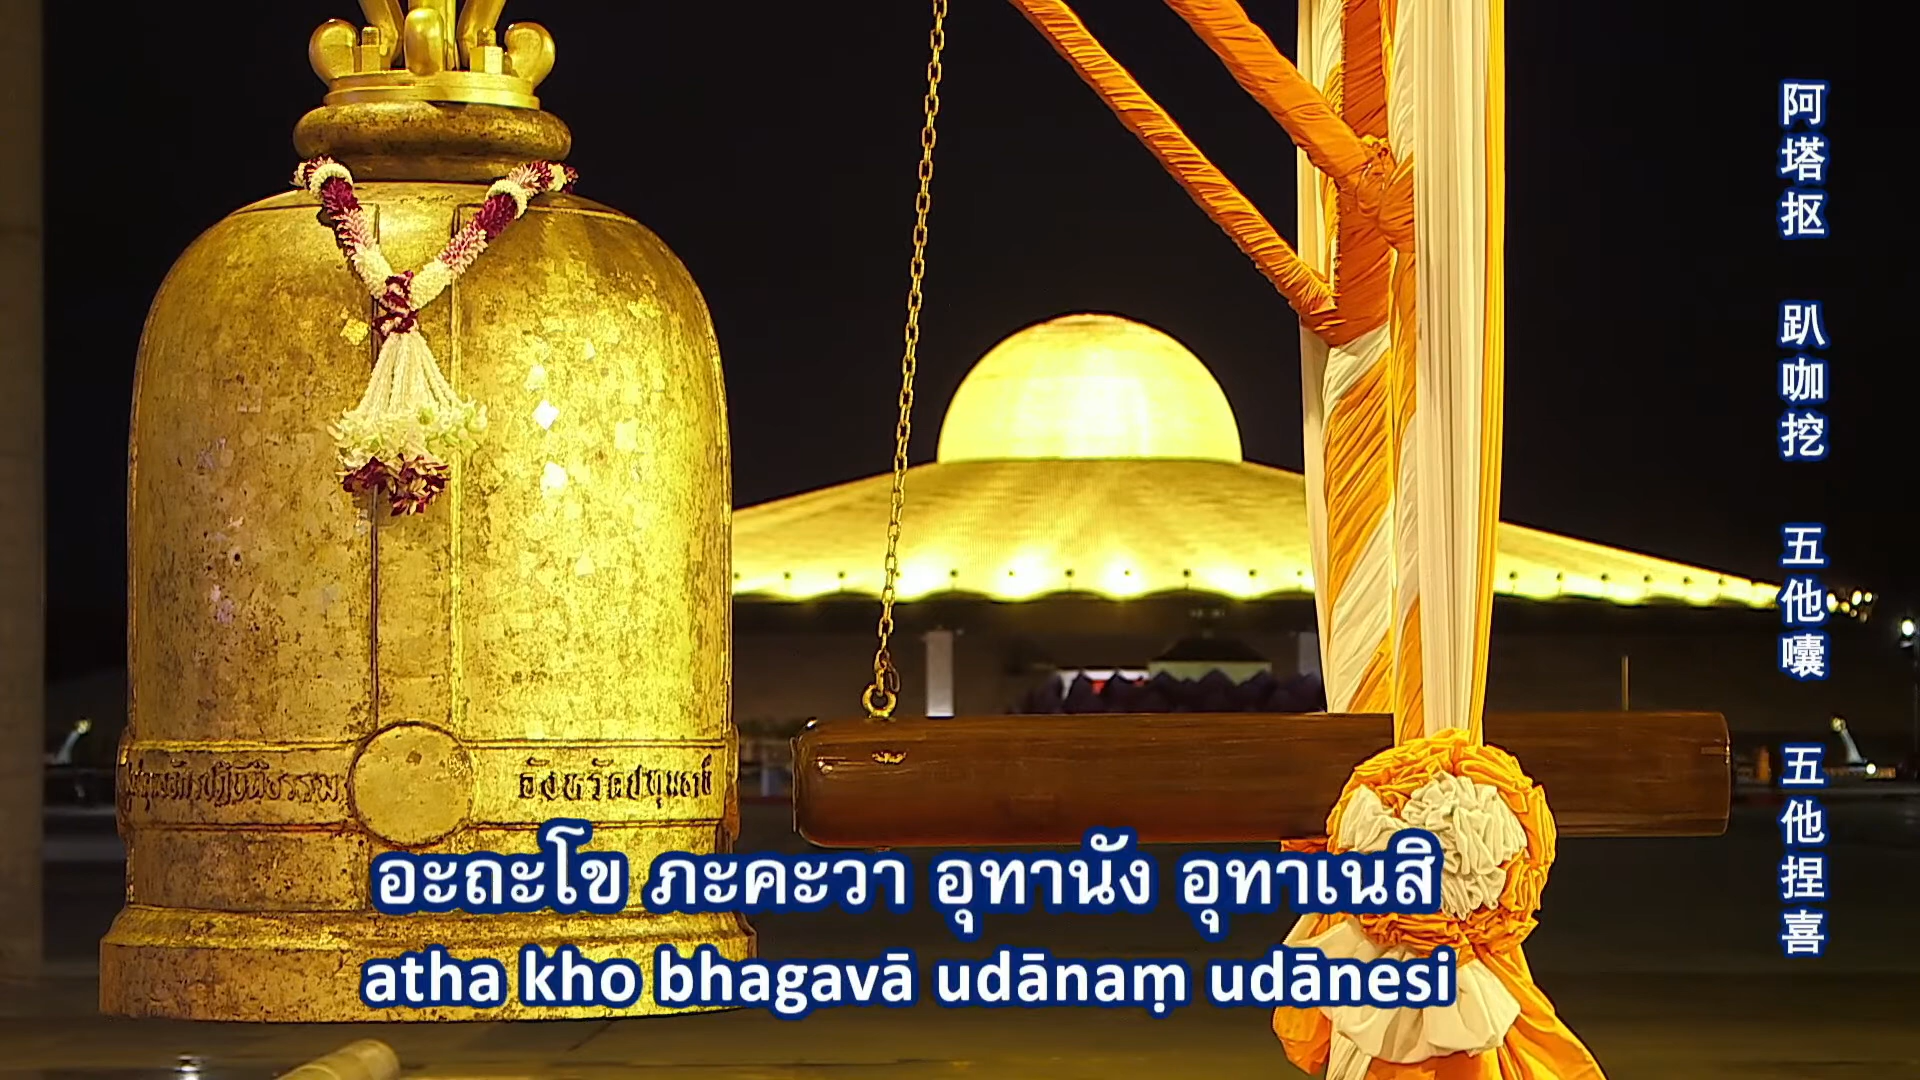 阿塔抠 趴咖挖 五他囔 五他捏喜
อะถะโข ภะคะวา อุทานัง อุทาเนสิ
atha kho bhagavā udānaṃ udānesi